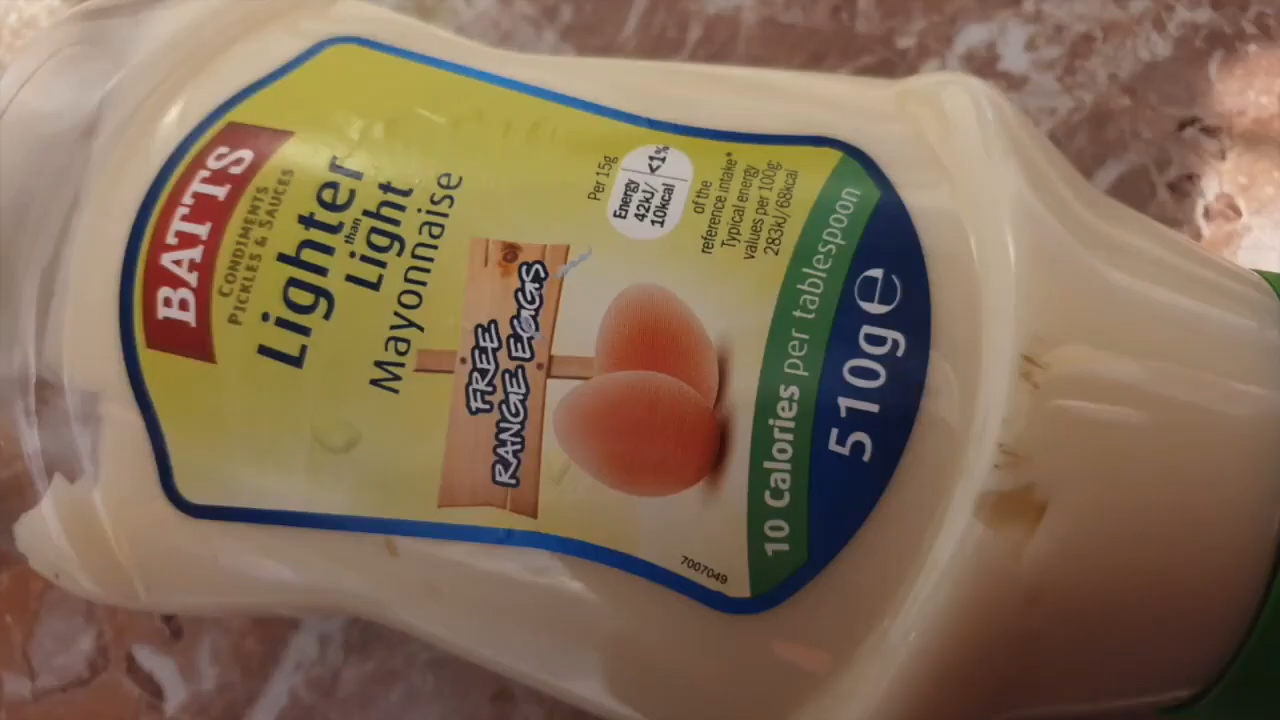 BATTS
CONDIMENTS
PICKLES & SAUCES
Lighter
than
Light
Mayonnaise
FREE
RANGE EGGS
Per 15g
Energy
42kJ/
10kcal
<1%
of the
reference intake*
Typical energy
values per 100g:
283kJ/68kcal
10 Calories per tablespoon
510g e
7007049